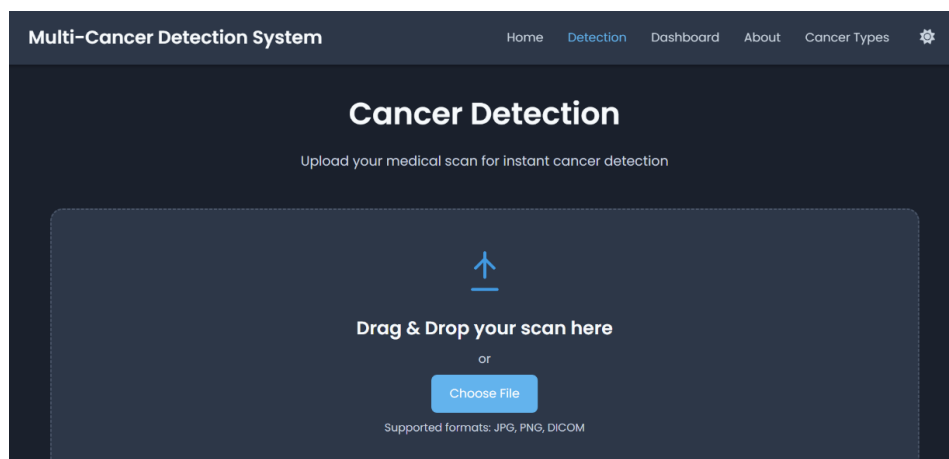 Multi-Cancer Detection System
Home Detection Dashboard About Cancer Types
Cancer Detection
Upload your medical scan for instant cancer detection
Drag & Drop your scan here
or
Choose File
Supported formats: JPG, PNG, DICOM